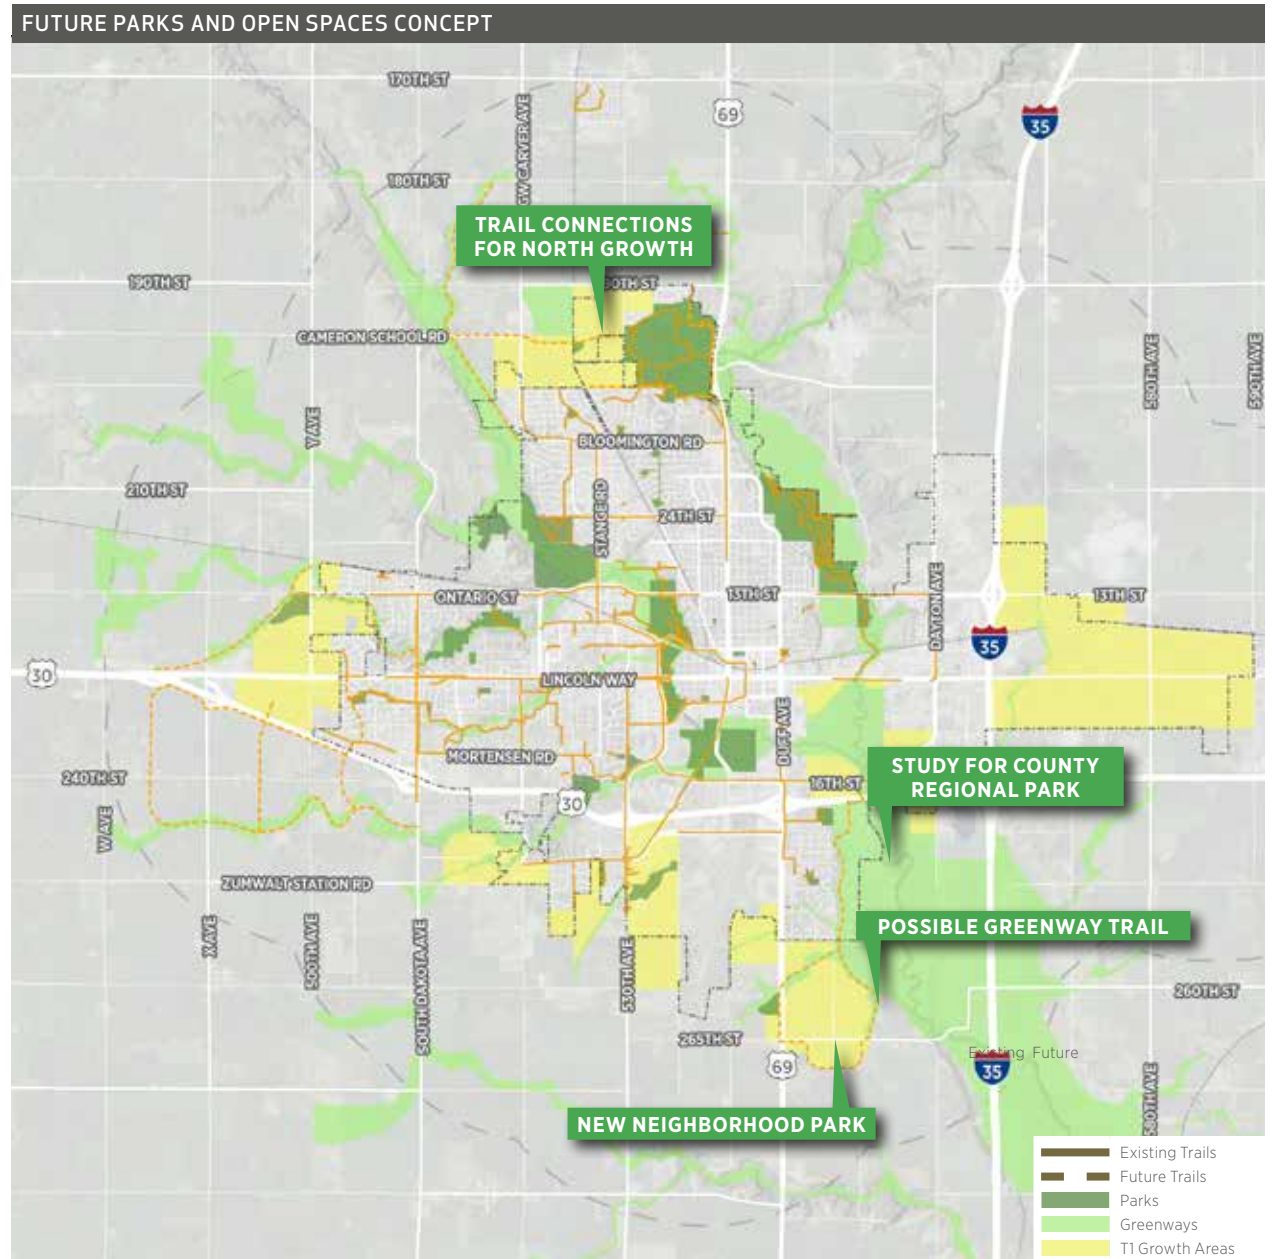 FUTURE PARKS AND OPEN SPACES CONCEPT
170TH ST
69
35
GW CARVER AVE
180TH ST
TRAIL CONNECTIONS
FOR NORTH GROWTH
190TH ST
CAMERON SCHOOL RD
580TH AVE
590TH AVE
Y AVE
BLOOMINGTON RD
210TH ST
STANGE RD
24TH ST
ONTARIO ST
13TH ST
DAYTON AVE
13TH ST
35
30
LINCOLN WAY
DUFF AVE
MORTENSEN RD
240TH ST
16TH ST
STUDY FOR COUNTY
REGIONAL PARK
30
W AVE
ZUMWALT STATION RD
X AVE
500TH AVE
SOUTH DAKOTA AVE
530TH AVE
POSSIBLE GREENWAY TRAIL
260TH ST
265TH ST
69
Existing Future
35
580TH AVE
NEW NEIGHBORHOOD PARK
Existing Trails
Future Trails
Parks
Greenways
T1 Growth Areas